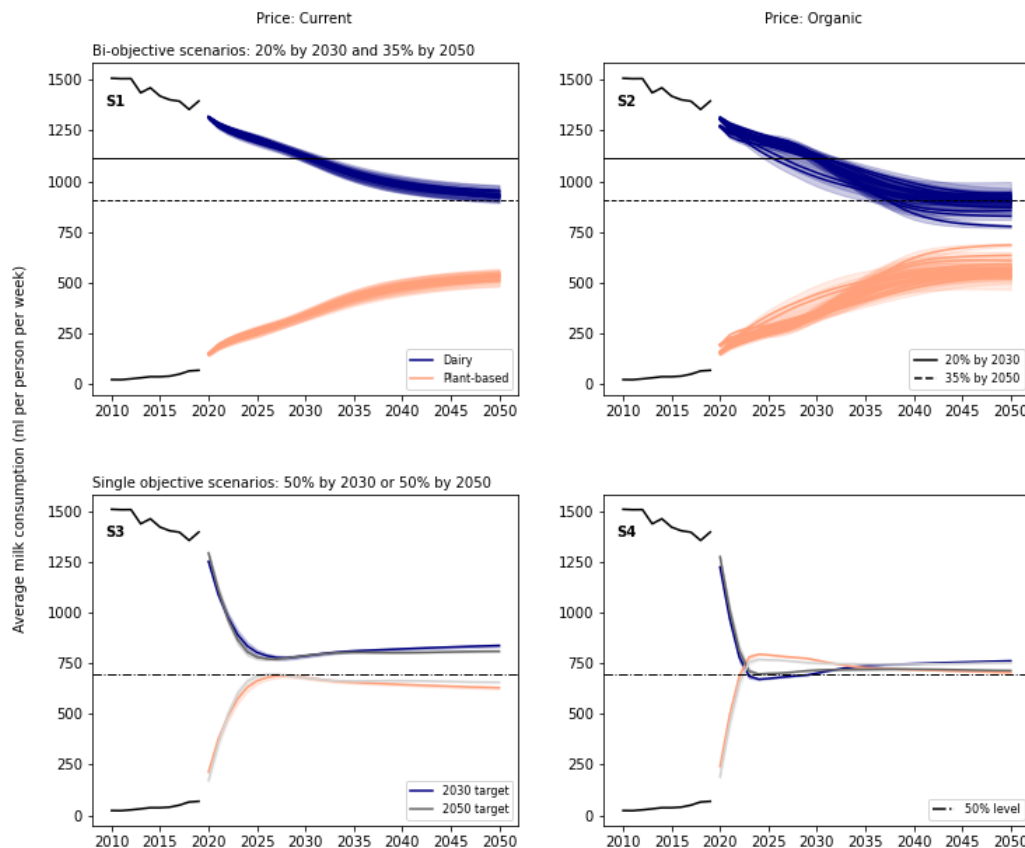 Price: Current
Price: Organic
Bi-objective scenarios: 20% by 2030 and 35% by 2050
Average milk consumption (ml per person per week)
1500
1250
1000
750
500
250
0
S1
Dairy
Plant-based
2010 2015 2020 2025 2030 2035 2040 2045 2050
1500
1250
1000
750
500
250
0
S2
20% by 2030
35% by 2050
2010 2015 2020 2025 2030 2035 2040 2045 2050
Single objective scenarios: 50% by 2030 or 50% by 2050
1500
1250
1000
750
500
250
0
S3
2030 target
2050 target
2010 2015 2020 2025 2030 2035 2040 2045 2050
1500
1250
1000
750
500
250
0
S4
50% level
2010 2015 2020 2025 2030 2035 2040 2045 2050